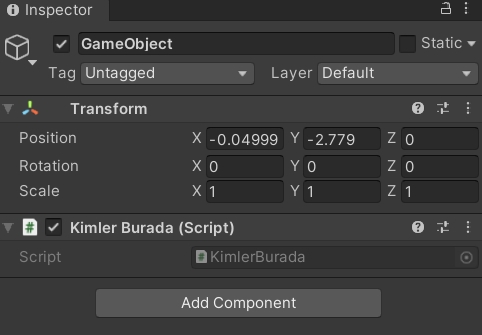 Inspector
GameObject Static
Tag Untagged Layer Default
Transform
Position X -0.04999 Y -2.779 Z 0
Rotation X 0 Y 0 Z 0
Scale X 1 Y 1 Z 1
# Kimler Burada (Script)
Script # KimlerBurada
Add Component